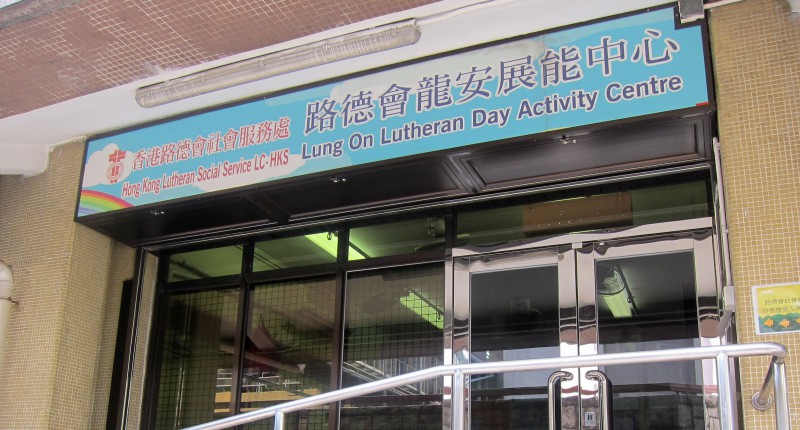 香港路德會社會服務處
Hong Kong Lutheran Social Service LC-HKS
路德會龍安展能中心
Lung On Lutheran Day Activity Centre